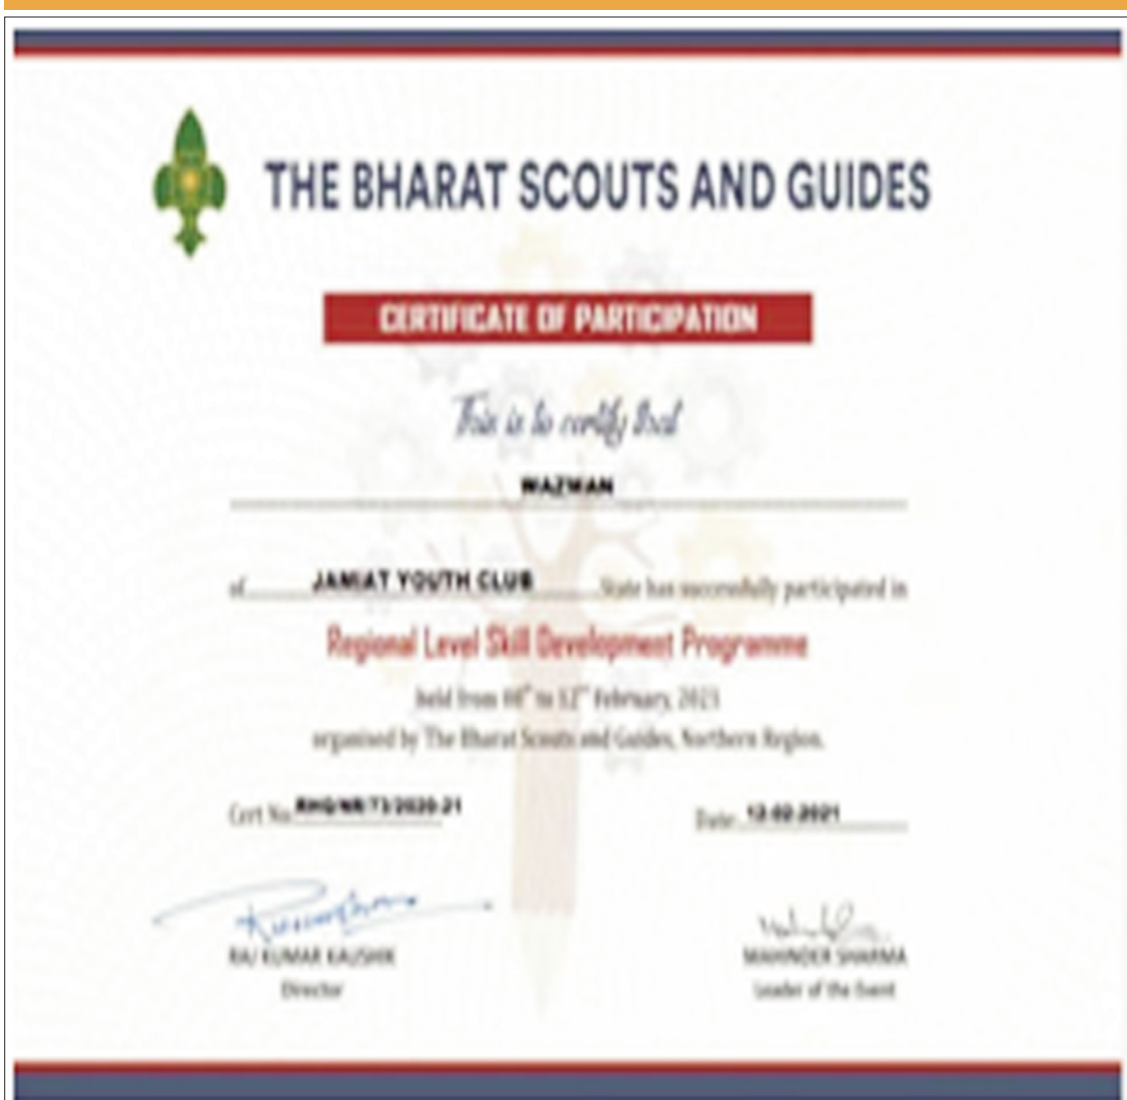 THE BHARAT SCOUTS AND GUIDES
CERTIFICATE OF PARTICIPATION
This is to certify that
WAZWAN
of JAMIAT YOUTH CLUB State has successfully participated in
Regional Level Skill Development Programme
held from to 12th February, 2021
organised by The Bharat Scouts and Guides, Northern Region.
Cert No. RHQ/NR/73/2020-21 Date: 12-02-2021
RAJ KUMAR KAUSHIK MAHINDER SHARMA
Director Leader of the Event